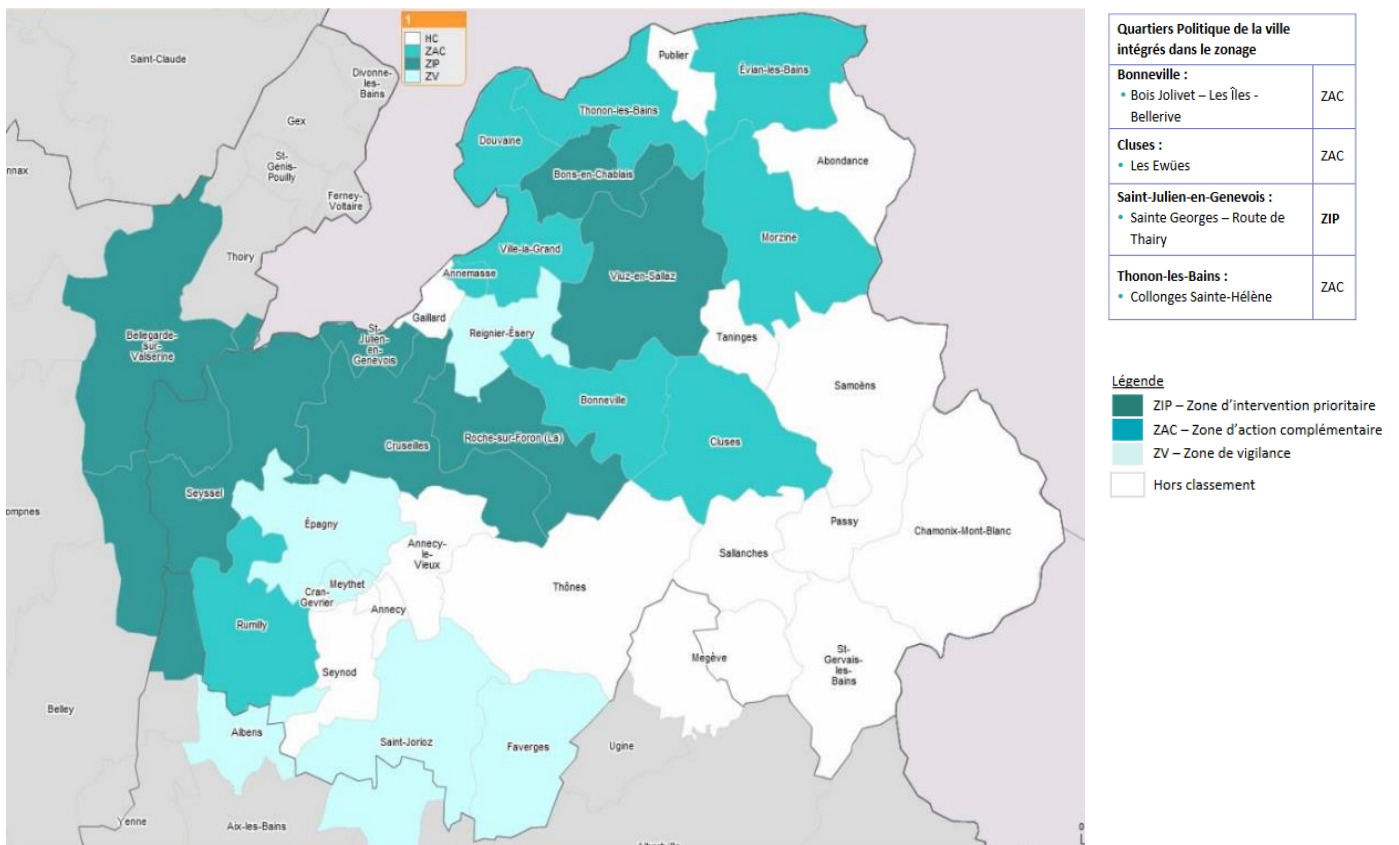 1
HC
ZAC
ZIP
ZV
Saint-Claude
Divonne-
les-
Bains
Gex
St-
Genis-
Pouilly
Ferney-
Voltaire
nnax
Thoiry
Publier
Évian-les-Bains
Thonon-les-Bains
Douvaine
Abondance
Bons-en-Chablais
Morzine
Ville-la-Grand
Annemasse
Viuz-en-Sallaz
Gaillard
Reignier-Ésery
Taninges
St-
Julien-
en-
Genevois
Bellegarde-
sur-
Valserine
Samoëns
Bonneville
Cluses
Roche-sur-Foron (La)
Cruseilles
Seyssel
ompnes
Épagny
Passy
Chamonix-Mont-Blanc
Annecy-
le-
Vieux
Sallanches
Thônes
Meythet
Cran-
Gevrier
Annecy
Rumilly
Seynod
Megève
St-
Gervais-
les-
Bains
Belley
Albens
Saint-Jorioz
Faverges
Ugine
Yenne
Aix-les-Bains
0
Quartiers Politique de la ville
intégrés dans le zonage
Bonneville :
• Bois Jolivet – Les Îles -
Bellerive
ZAC
Cluses :
• Les Ewües
ZAC
Saint-Julien-en-Genevois :
• Sainte Georges – Route de
Thairy
ZIP
Thonon-les-Bains :
• Collonges Sainte-Hélène
ZAC
Légende
ZIP – Zone d'intervention prioritaire
ZAC – Zone d'action complémentaire
ZV – Zone de vigilance
Hors classement